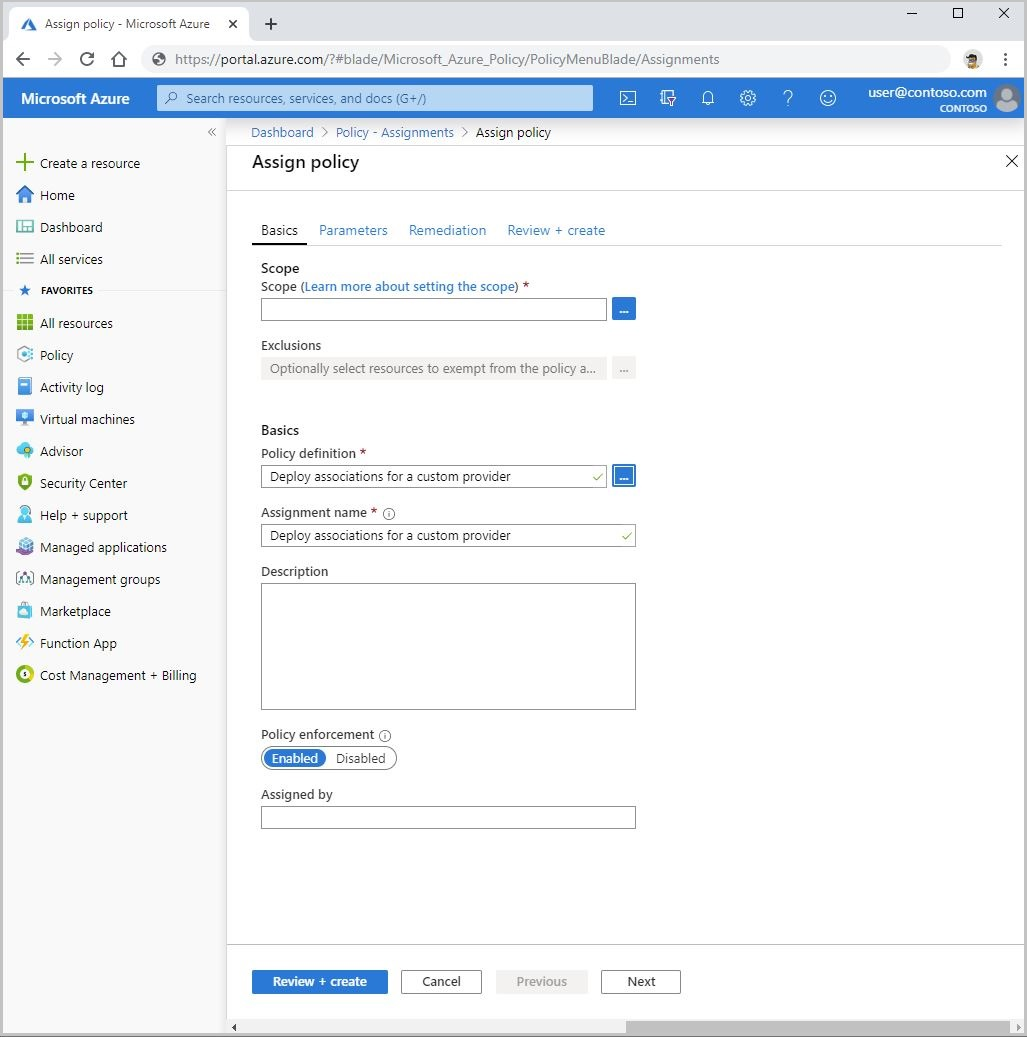 Assign policy - Microsoft Azure
https://portal.azure.com/?#blade/Microsoft_Azure_Policy/PolicyMenuBlade/Assignments
Microsoft Azure
Search resources, services, and docs (G+/)
user@contoso.com
CONTOSO
Dashboard > Policy - Assignments > Assign policy
Assign policy
Create a resource
Home
Dashboard
All services
FAVORITES
All resources
Policy
Activity log
Virtual machines
Advisor
Security Center
Help + support
Managed applications
Management groups
Marketplace
Function App
Cost Management + Billing
Basics Parameters Remediation Review + create
Scope
Scope (Learn more about setting the scope) *
...
Exclusions
Optionally select resources to exempt from the policy a... ...
Basics
Policy definition *
Deploy associations for a custom provider ...
Assignment name *
Deploy associations for a custom provider
Description
Policy enforcement
Enabled Disabled
Assigned by
Review + create Cancel Previous Next